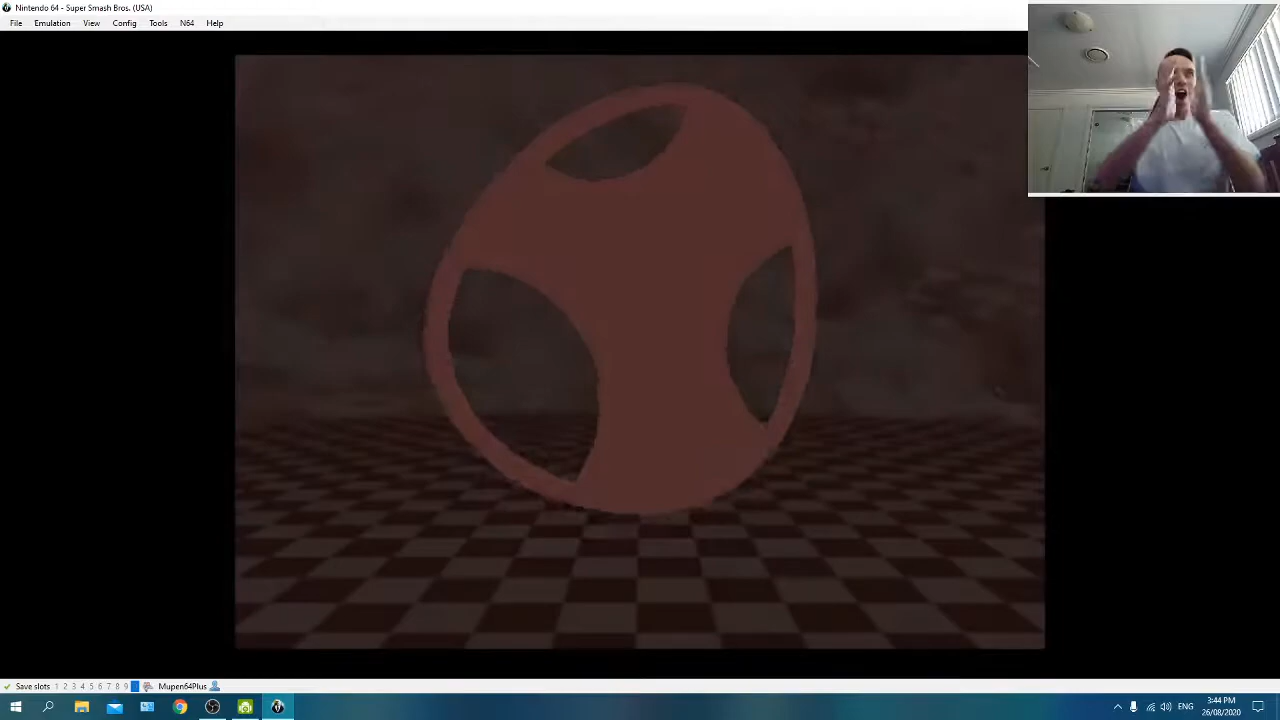 Nintendo 64 - Super Smash Bros. (USA)
File Emulation View Config Tools N64 Help
Save slots 1 2 3 4 5 6 7 8 9 Mupen64Plus
ENG
3:44 PM
26/08/2020